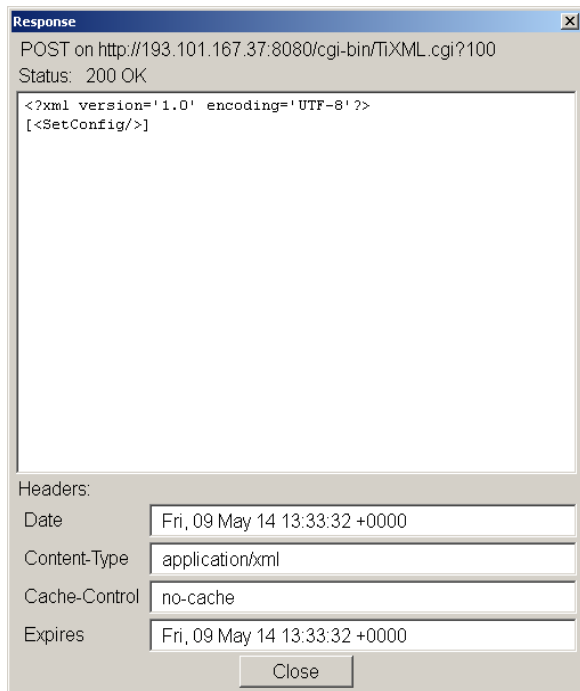 Response
POST on http://193.101.167.37:8080/cgi-bin/TiXML.cgi?100
Status: 200 OK
<?xml version='1.0' encoding='UTF-8'?>
[<SetConfig/>]
Headers:
Date Fri, 09 May 14 13:33:32 +0000
Content-Type application/xml
Cache-Control no-cache
Expires Fri, 09 May 14 13:33:32 +0000
Close